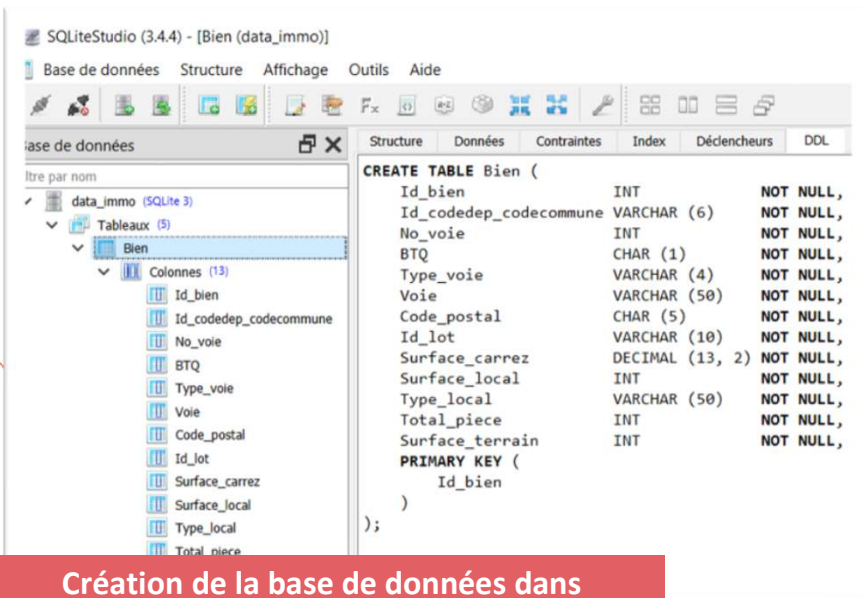 SQLiteStudio (3.4.4) - [Bien (data_immo)]
Base de données Structure Affichage Outils Aide
ase de données
ltre par nom
data_immo (SQLite 3)
Tableaux (5)
Bien
Colonnes (13)
Id_bien
Id_codedep_codecommune
No_voie
BTQ
Type_voie
Voie
Code_postal
Id_lot
Surface_carrez
Surface_local
Type_local
Total_piece
Structure Données Contraintes Index Déclencheurs DDL
CREATE TABLE Bien (
Id_bien INT NOT NULL,
Id_codedep_codecommune VARCHAR (6) NOT NULL,
No_voie INT NOT NULL,
BTQ CHAR (1) NOT NULL,
Type_voie VARCHAR (4) NOT NULL,
Voie VARCHAR (50) NOT NULL,
Code_postal CHAR (5) NOT NULL,
Id_lot VARCHAR (10) NOT NULL,
Surface_carrez DECIMAL (13, 2) NOT NULL,
Surface_local INT NOT NULL,
Type_local VARCHAR (50) NOT NULL,
Total_piece INT NOT NULL,
Surface_terrain INT NOT NULL,
PRIMARY KEY (
Id_bien
)
);
Création de la base de données dans